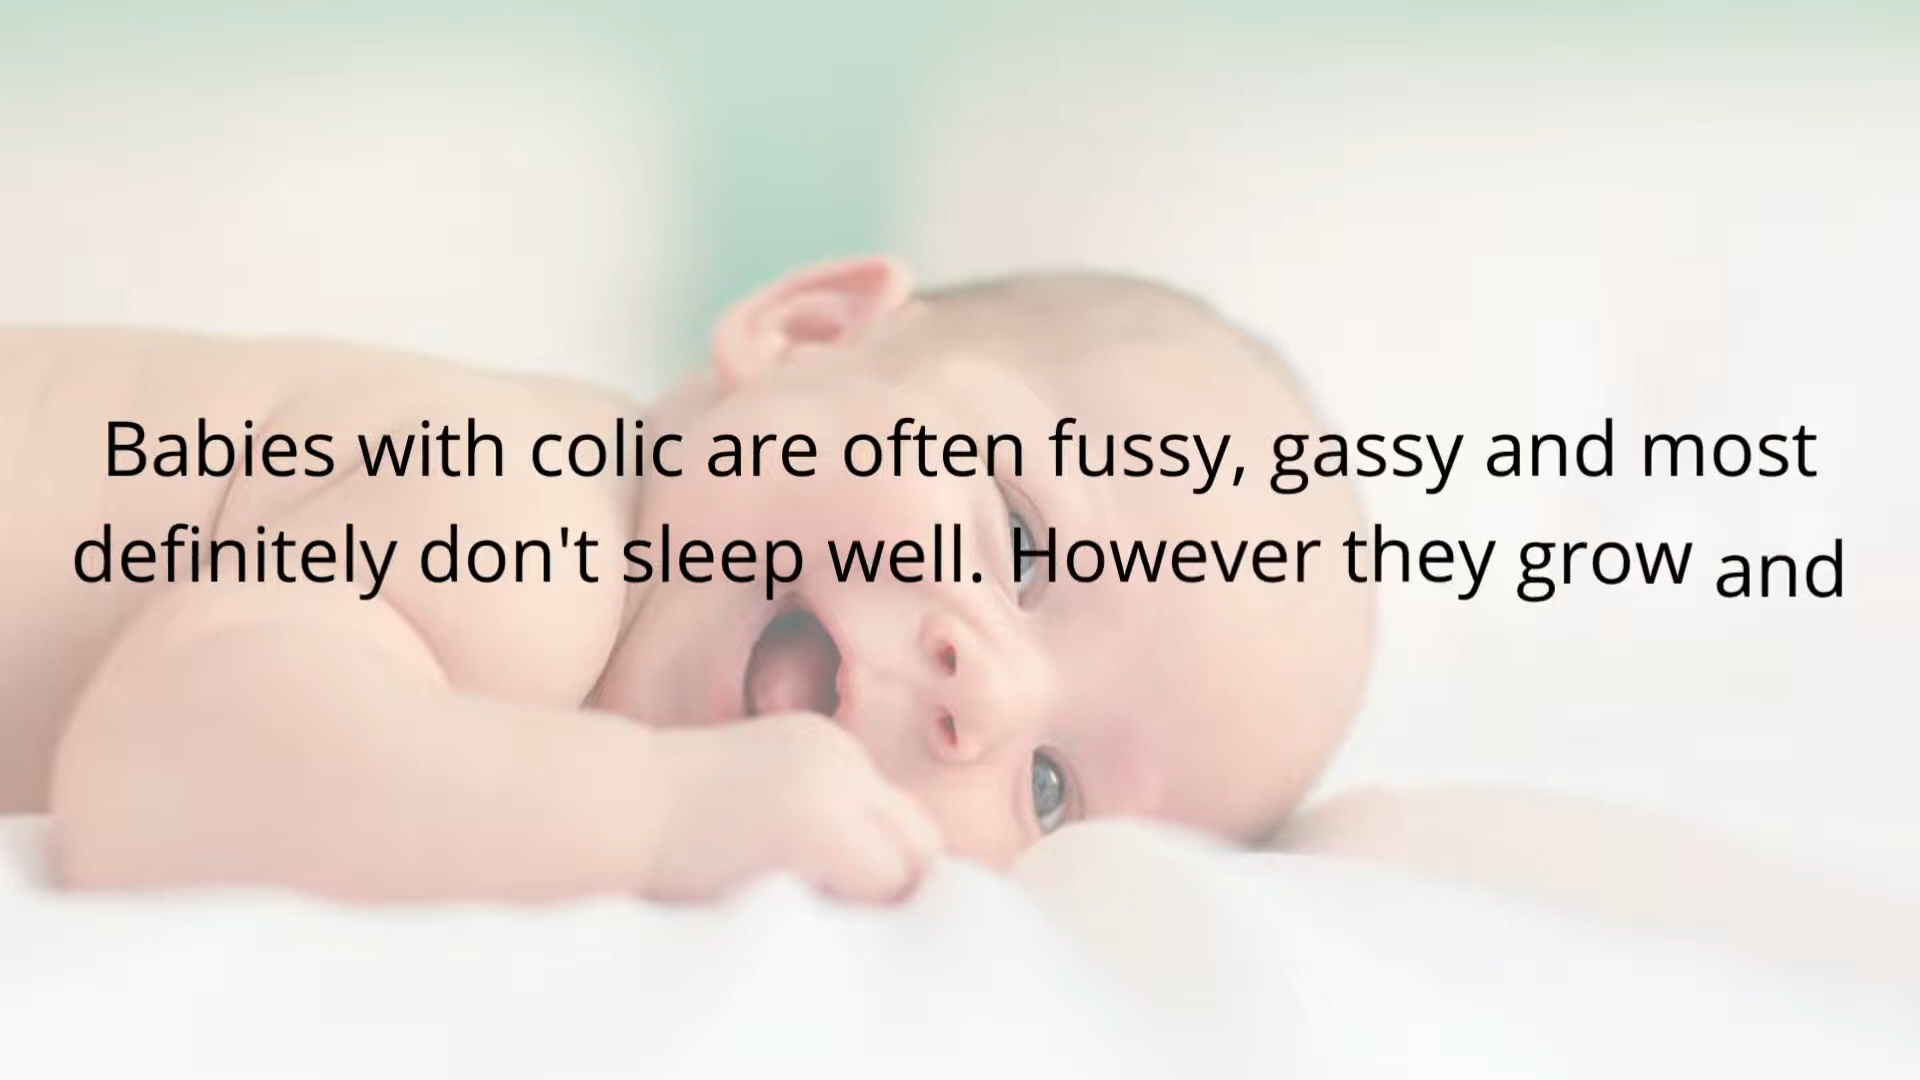 Babies with colic are often fussy, gassy and most
definitely don't sleep well. However they grow and